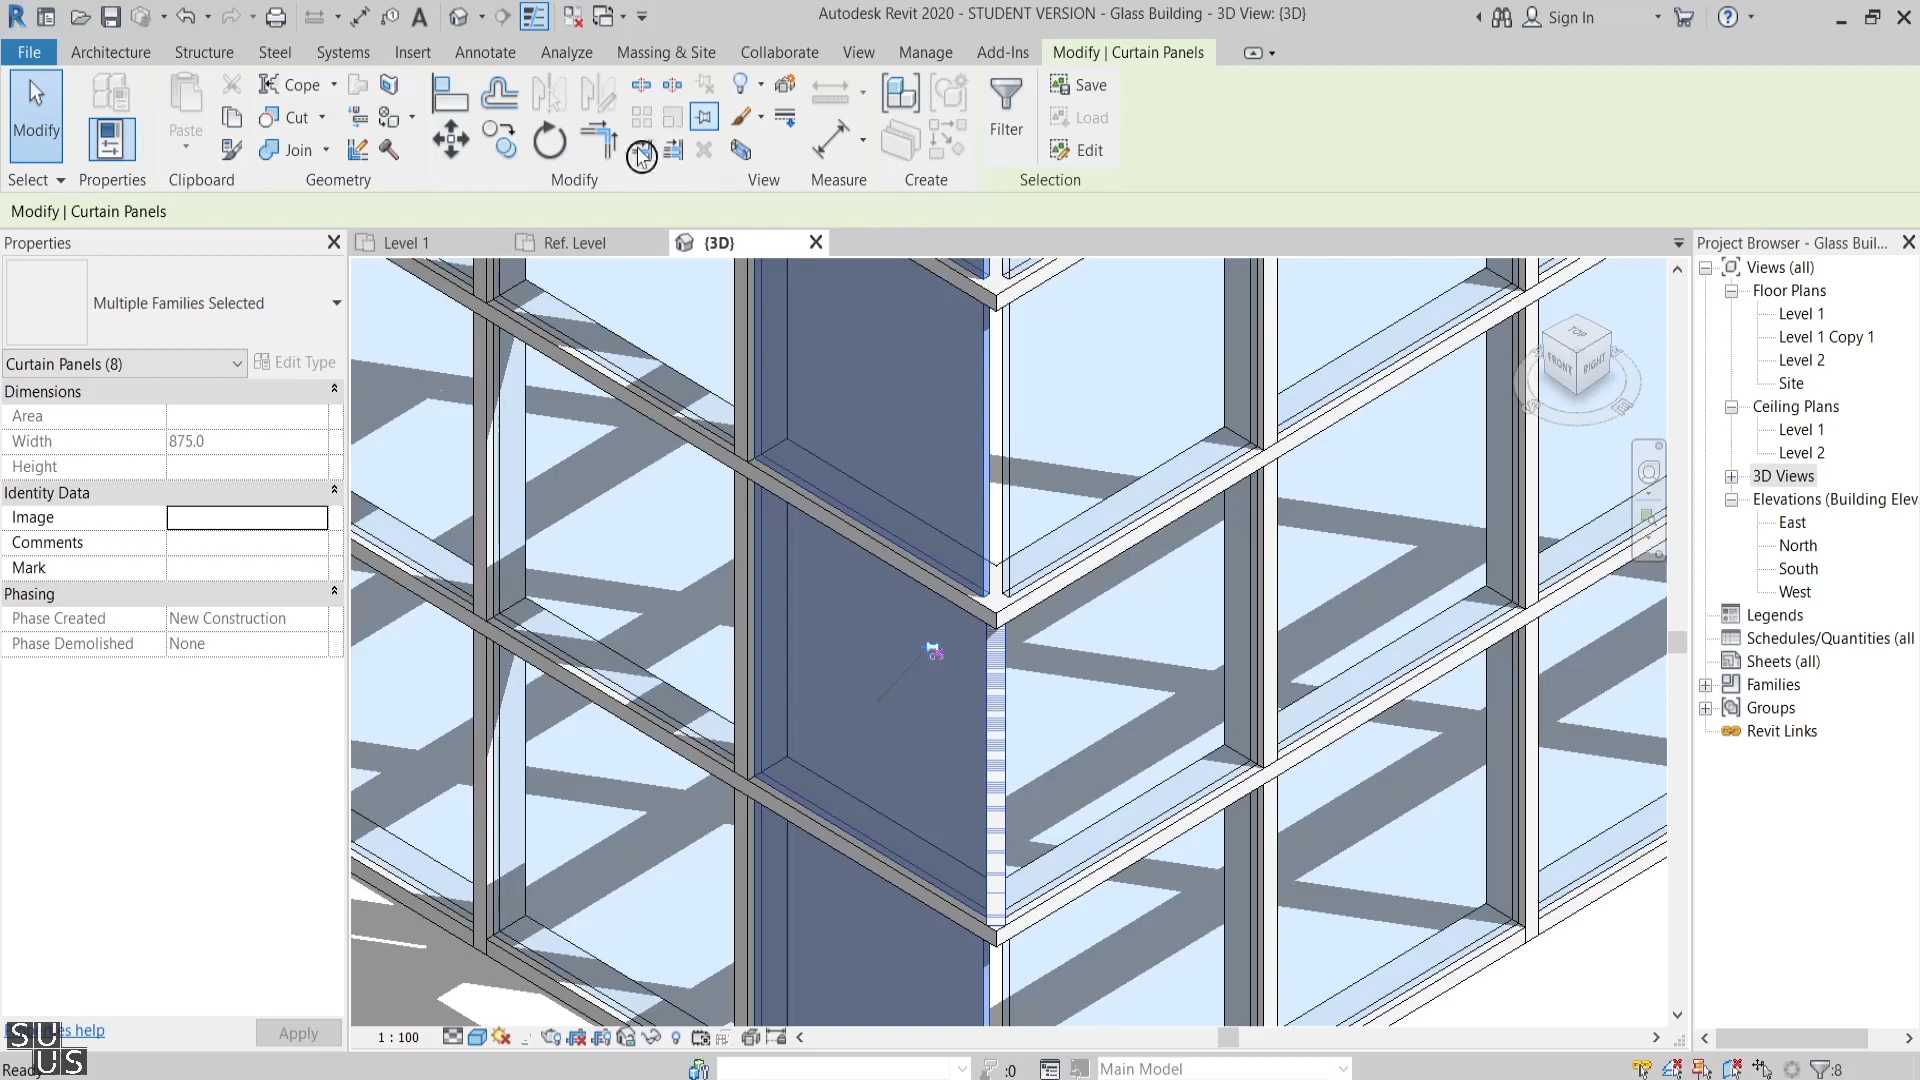 Autodesk Revit 2020 - STUDENT VERSION - Glass Building - 3D View: {3D}
Sign In
File Architecture Structure Steel Systems Insert Annotate Analyze Massing & Site Collaborate View Manage Add-Ins Modify | Curtain Panels
Modify
Paste
Cope
Cut
Join
Filter
Save
Load
Edit
Select Properties Clipboard Geometry Modify View Measure Create Selection
Modify | Curtain Panels
Properties
Multiple Families Selected
Curtain Panels (8)
Edit Type
Dimensions
Area
Width 875.0
Height
Identity Data
Image
Comments
Mark
Phasing
Phase Created New Construction
Phase Demolished None
help
Apply
SU
US
Ready
Level 1
Ref. Level
{3D}
TOP
FRONT
RIGHT
1 : 100
:0
Main Model
:8
Project Browser - Glass Buil...
Views (all)
Floor Plans
Level 1
Level 1 Copy 1
Level 2
Site
Ceiling Plans
Level 1
Level 2
3D Views
Elevations (Building Elev
East
North
South
West
Legends
Schedules/Quantities (all
Sheets (all)
Families
Groups
Revit Links